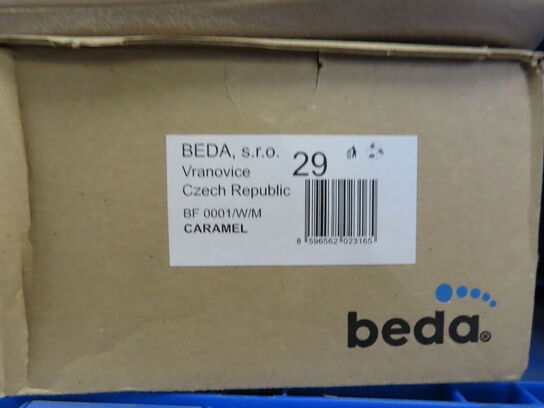 BEDA, s.r.o.
Vranovice
Czech Republic
29
BF 0001/W/M
CARAMEL
8 596562 023165
beda®